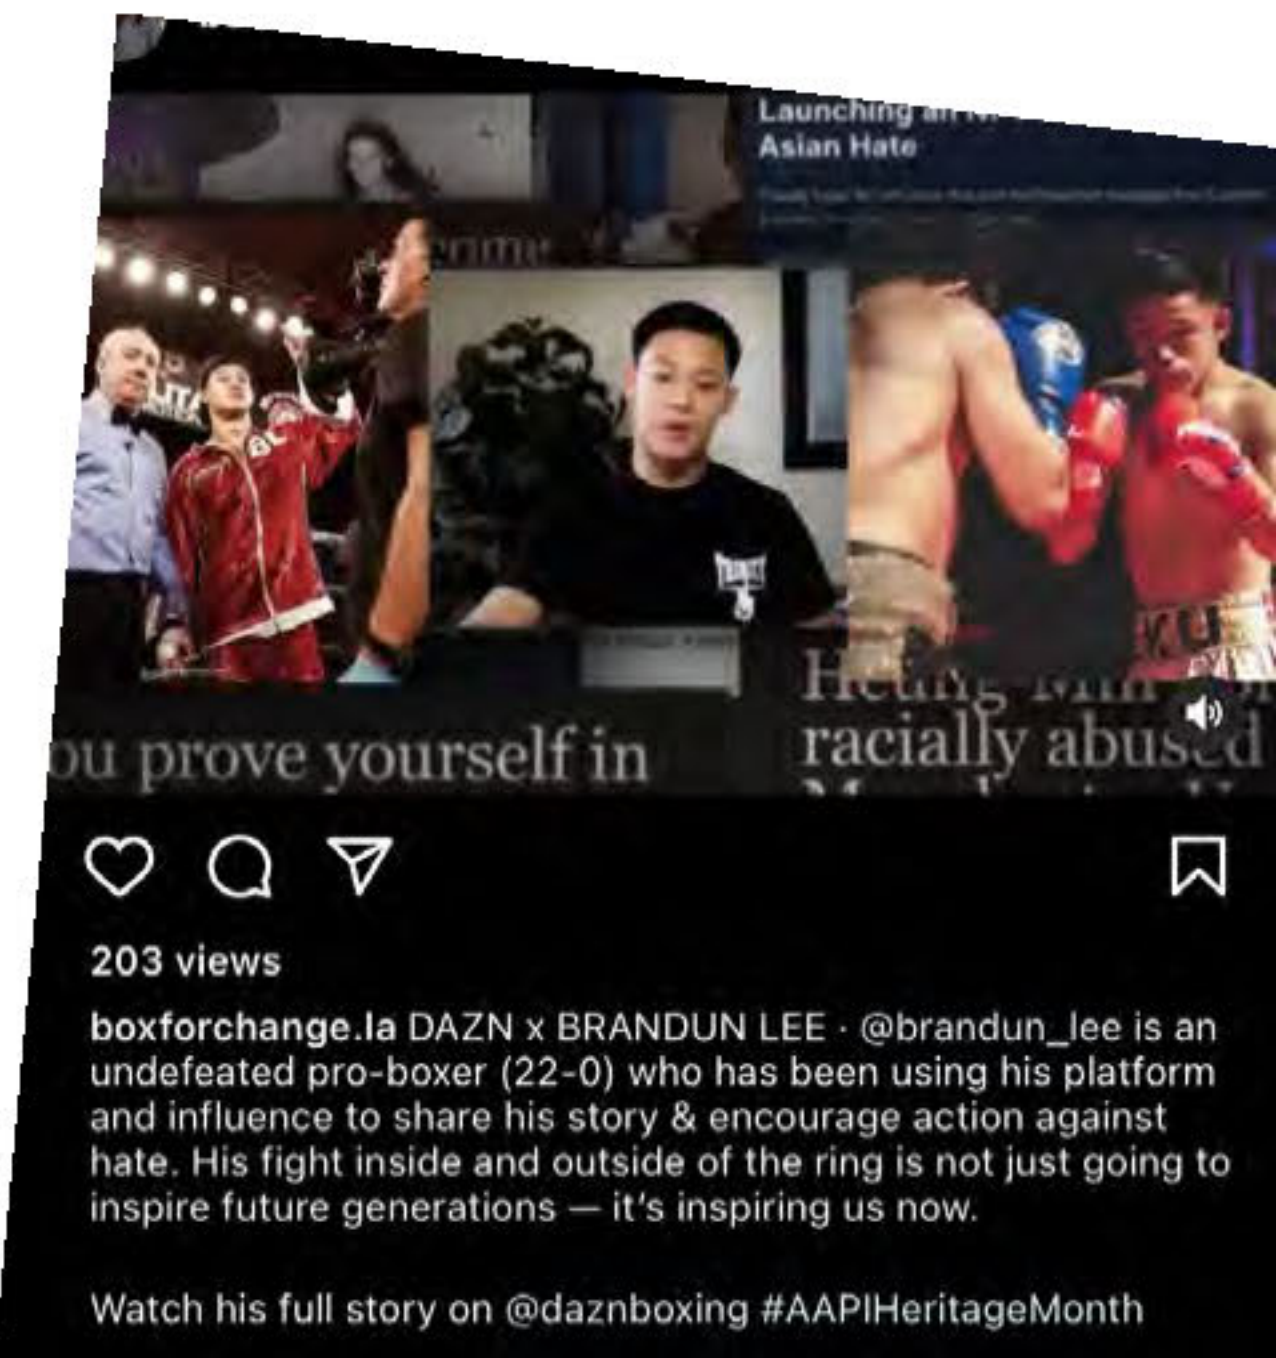 Launching an
Asian Hate
crime
ou prove yourself in
racially abused
203 views
boxforchange.la DAZN x BRANDUN LEE · @brandun_lee is an
undefeated pro-boxer (22-0) who has been using his platform
and influence to share his story & encourage action against
hate. His fight inside and outside of the ring is not just going to
inspire future generations — it's inspiring us now.
Watch his full story on @daznboxing #AAPIHeritageMonth